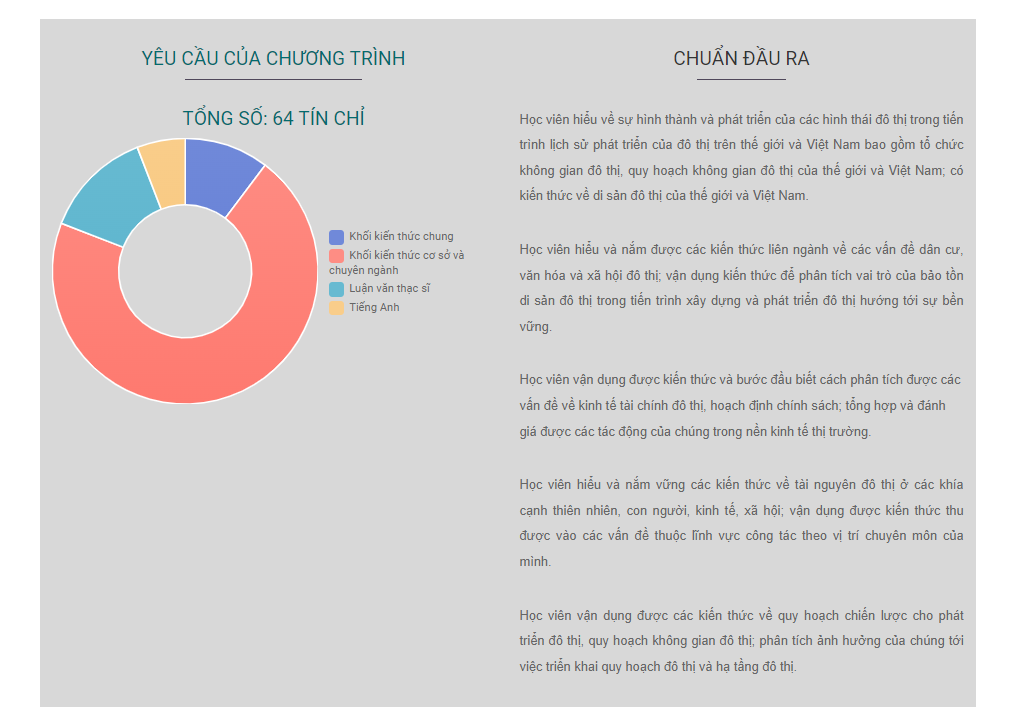 YÊU CẦU CỦA CHƯƠNG TRÌNH
TỔNG SỐ: 64 TÍN CHỈ
Khối kiến thức chung
Khối kiến thức cơ sở và
chuyên ngành
Luận văn thạc sĩ
Tiếng Anh
CHUẨN ĐẦU RA
Học viên hiểu về sự hình thành và phát triển của các hình thái đô thị trong tiến
trình lịch sử phát triển của đô thị trên thế giới và Việt Nam bao gồm tổ chức
không gian đô thị, quy hoạch không gian đô thị của thế giới và Việt Nam; có
kiến thức về di sản đô thị của thế giới và Việt Nam.
Học viên hiểu và nắm được các kiến thức liên ngành về các vấn đề dân cư,
văn hóa và xã hội đô thị; vận dụng kiến thức để phân tích vai trò của bảo tồn
di sản đô thị trong tiến trình xây dựng và phát triển đô thị hướng tới sự bền
vững.
Học viên vận dụng được kiến thức và bước đầu biết cách phân tích được các
vấn đề về kinh tế tài chính đô thị, hoạch định chính sách; tổng hợp và đánh
giá được các tác động của chúng trong nền kinh tế thị trường.
Học viên hiểu và nắm vững các kiến thức về tài nguyên đô thị ở các khía
cạnh thiên nhiên, con người, kinh tế, xã hội; vận dụng được kiến thức thu
được vào các vấn đề thuộc lĩnh vực công tác theo vị trí chuyên môn của
mình.
Học viên vận dụng được các kiến thức về quy hoạch chiến lược cho phát
triển đô thị, quy hoạch không gian đô thị; phân tích ảnh hưởng của chúng tới
việc triển khai quy hoạch đô thị và hạ tầng đô thị.